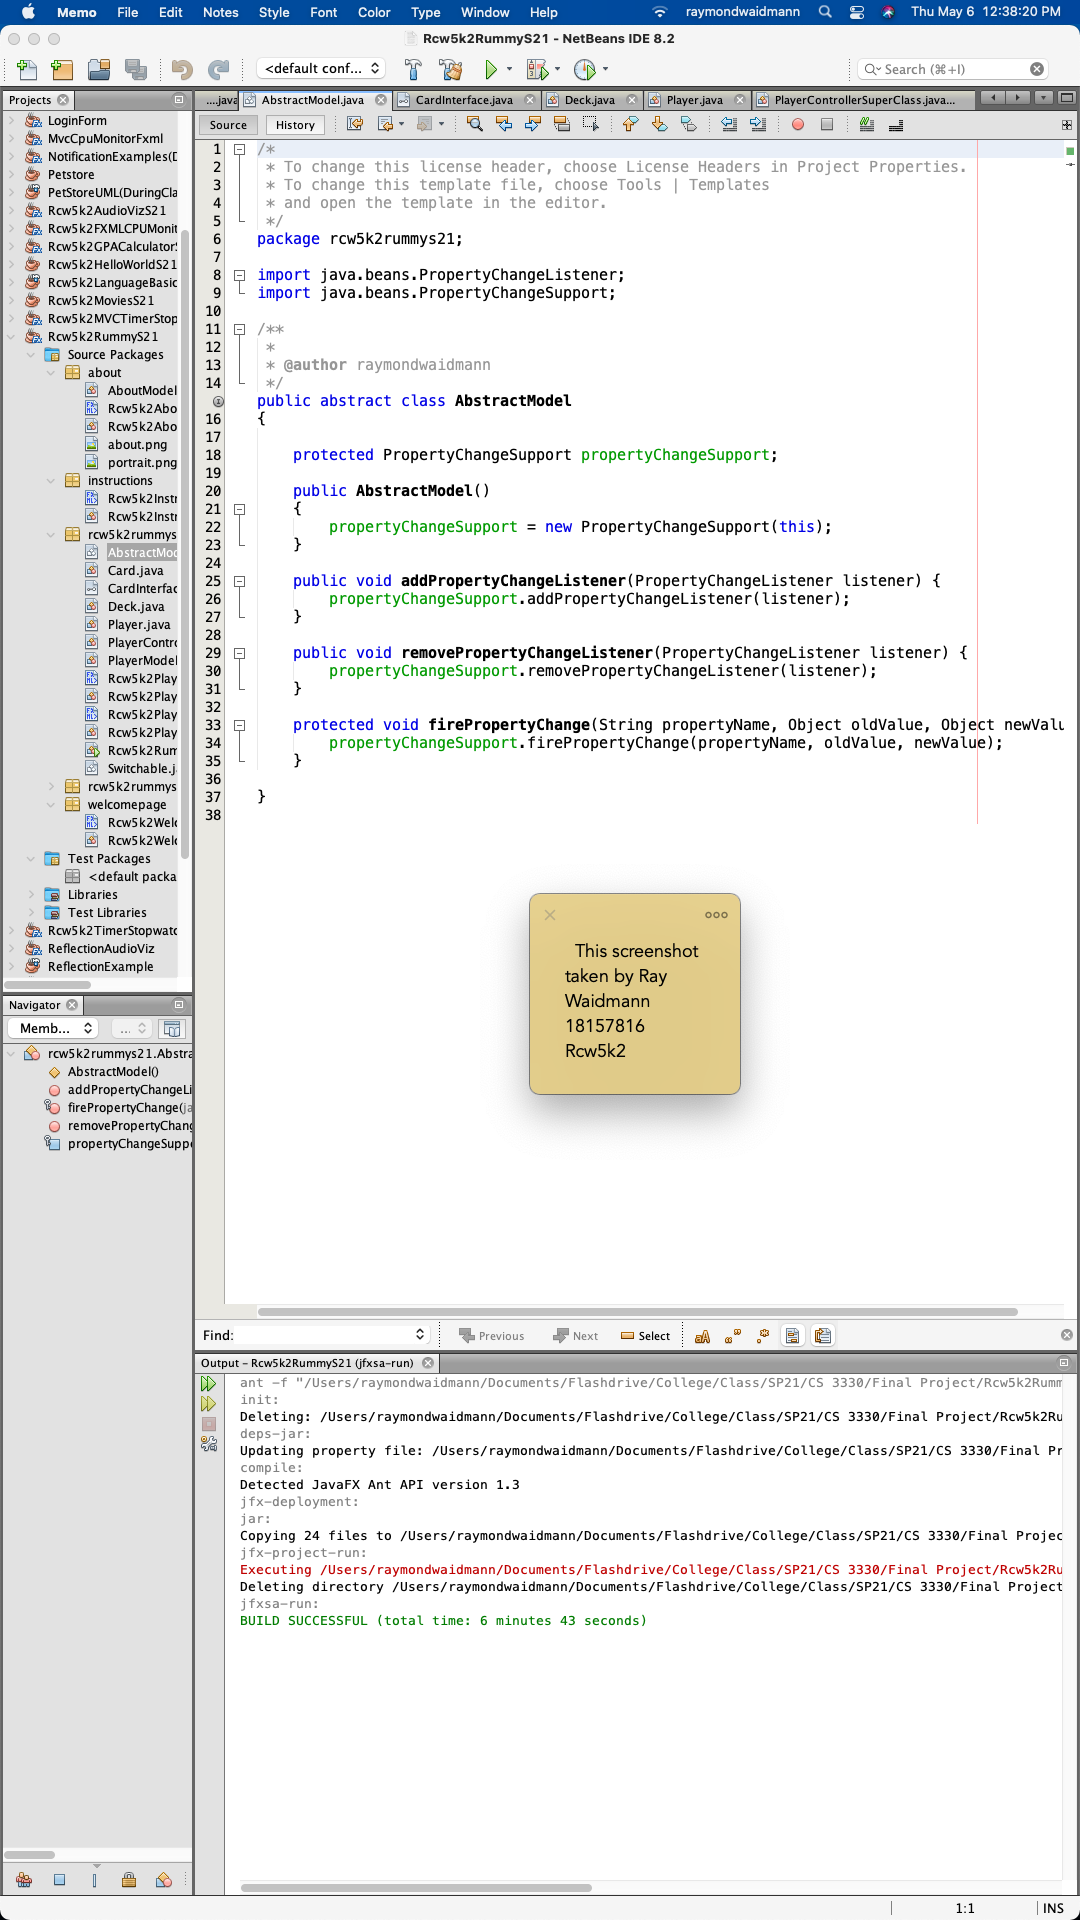 Memo File Edit Notes Style Font Color Type Window Help raymondwaidmann Thu May 6 12:38:20 PM
Rcw5k2RummyS21 - NetBeans IDE 8.2
<default conf... Search (⌘+I)
Projects
LoginForm
MvcCpuMonitorFxml
NotificationExamples(D
Petstore
PetStoreUML(DuringCla
Rcw5k2AudioVizS21
Rcw5k2FXMLCPUMonit
Rcw5k2GPACalculatorS
Rcw5k2HelloWorldS21
Rcw5k2LanguageBasic
Rcw5k2MoviesS21
Rcw5k2MVCTimerStop
Rcw5k2RummyS21
Source Packages
about
AboutModel
Rcw5k2Abo
Rcw5k2Abo
about.png
portrait.png
instructions
Rcw5k2Instr
Rcw5k2Instr
rcw5k2rummys
AbstractMod
Card.java
CardInterfac
Deck.java
Player.java
PlayerContro
PlayerModel
Rcw5k2Play
Rcw5k2Play
Rcw5k2Play
Rcw5k2Play
Rcw5k2Rum
Switchable.j
rcw5k2rummys
welcomepage
Rcw5k2Welc
Rcw5k2Welc
Test Packages
<default packa
Libraries
Test Libraries
Rcw5k2TimerStopwatc
ReflectionAudioViz
ReflectionExample
Navigator
Memb... ...
rcw5k2rummys21.Abstra
AbstractModel()
addPropertyChangeLi
firePropertyChange(ja
removePropertyChang
propertyChangeSuppo
....java AbstractModel.java CardInterface.java Deck.java Player.java PlayerControllerSuperClass.java...
Source History
1 /*
2 * To change this license header, choose License Headers in Project Properties.
3 * To change this template file, choose Tools | Templates
4 * and open the template in the editor.
5 */
6 package rcw5k2rummys21;
7
8 import java.beans.PropertyChangeListener;
9 import java.beans.PropertyChangeSupport;
10
11 /**
12 *
13 * @author raymondwaidmann
14 */
public abstract class AbstractModel
16 {
17
18 protected PropertyChangeSupport propertyChangeSupport;
19
20 public AbstractModel()
21 {
22 propertyChangeSupport = new PropertyChangeSupport(this);
23 }
24
25 public void addPropertyChangeListener(PropertyChangeListener listener) {
26 propertyChangeSupport.addPropertyChangeListener(listener);
27 }
28
29 public void removePropertyChangeListener(PropertyChangeListener listener) {
30 propertyChangeSupport.removePropertyChangeListener(listener);
31 }
32
33 protected void firePropertyChange(String propertyName, Object oldValue, Object newValu
34 propertyChangeSupport.firePropertyChange(propertyName, oldValue, newValue);
35 }
36
37 }
38
This screenshot
taken by Ray
Waidmann
18157816
Rcw5k2
Find: Previous Next Select
Output - Rcw5k2RummyS21 (jfxsa-run)
ant -f "/Users/raymondwaidmann/Documents/Flashdrive/College/Class/SP21/CS 3330/Final Project/Rcw5k2Rumm
init:
Deleting: /Users/raymondwaidmann/Documents/Flashdrive/College/Class/SP21/CS 3330/Final Project/Rcw5k2Ru
deps-jar:
Updating property file: /Users/raymondwaidmann/Documents/Flashdrive/College/Class/SP21/CS 3330/Final Pr
compile:
Detected JavaFX Ant API version 1.3
jfx-deployment:
jar:
Copying 24 files to /Users/raymondwaidmann/Documents/Flashdrive/College/Class/SP21/CS 3330/Final Projec
jfx-project-run:
Executing /Users/raymondwaidmann/Documents/Flashdrive/College/Class/SP21/CS 3330/Final Project/Rcw5k2Ru
Deleting directory /Users/raymondwaidmann/Documents/Flashdrive/College/Class/SP21/CS 3330/Final Project
jfxsa-run:
BUILD SUCCESSFUL (total time: 6 minutes 43 seconds)
1:1 INS